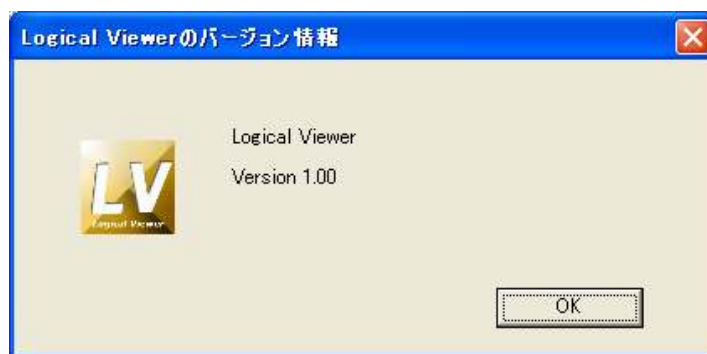 Logical Viewerのバージョン情報
Logical Viewer
Version 1.00
LV
Logical Viewer
OK